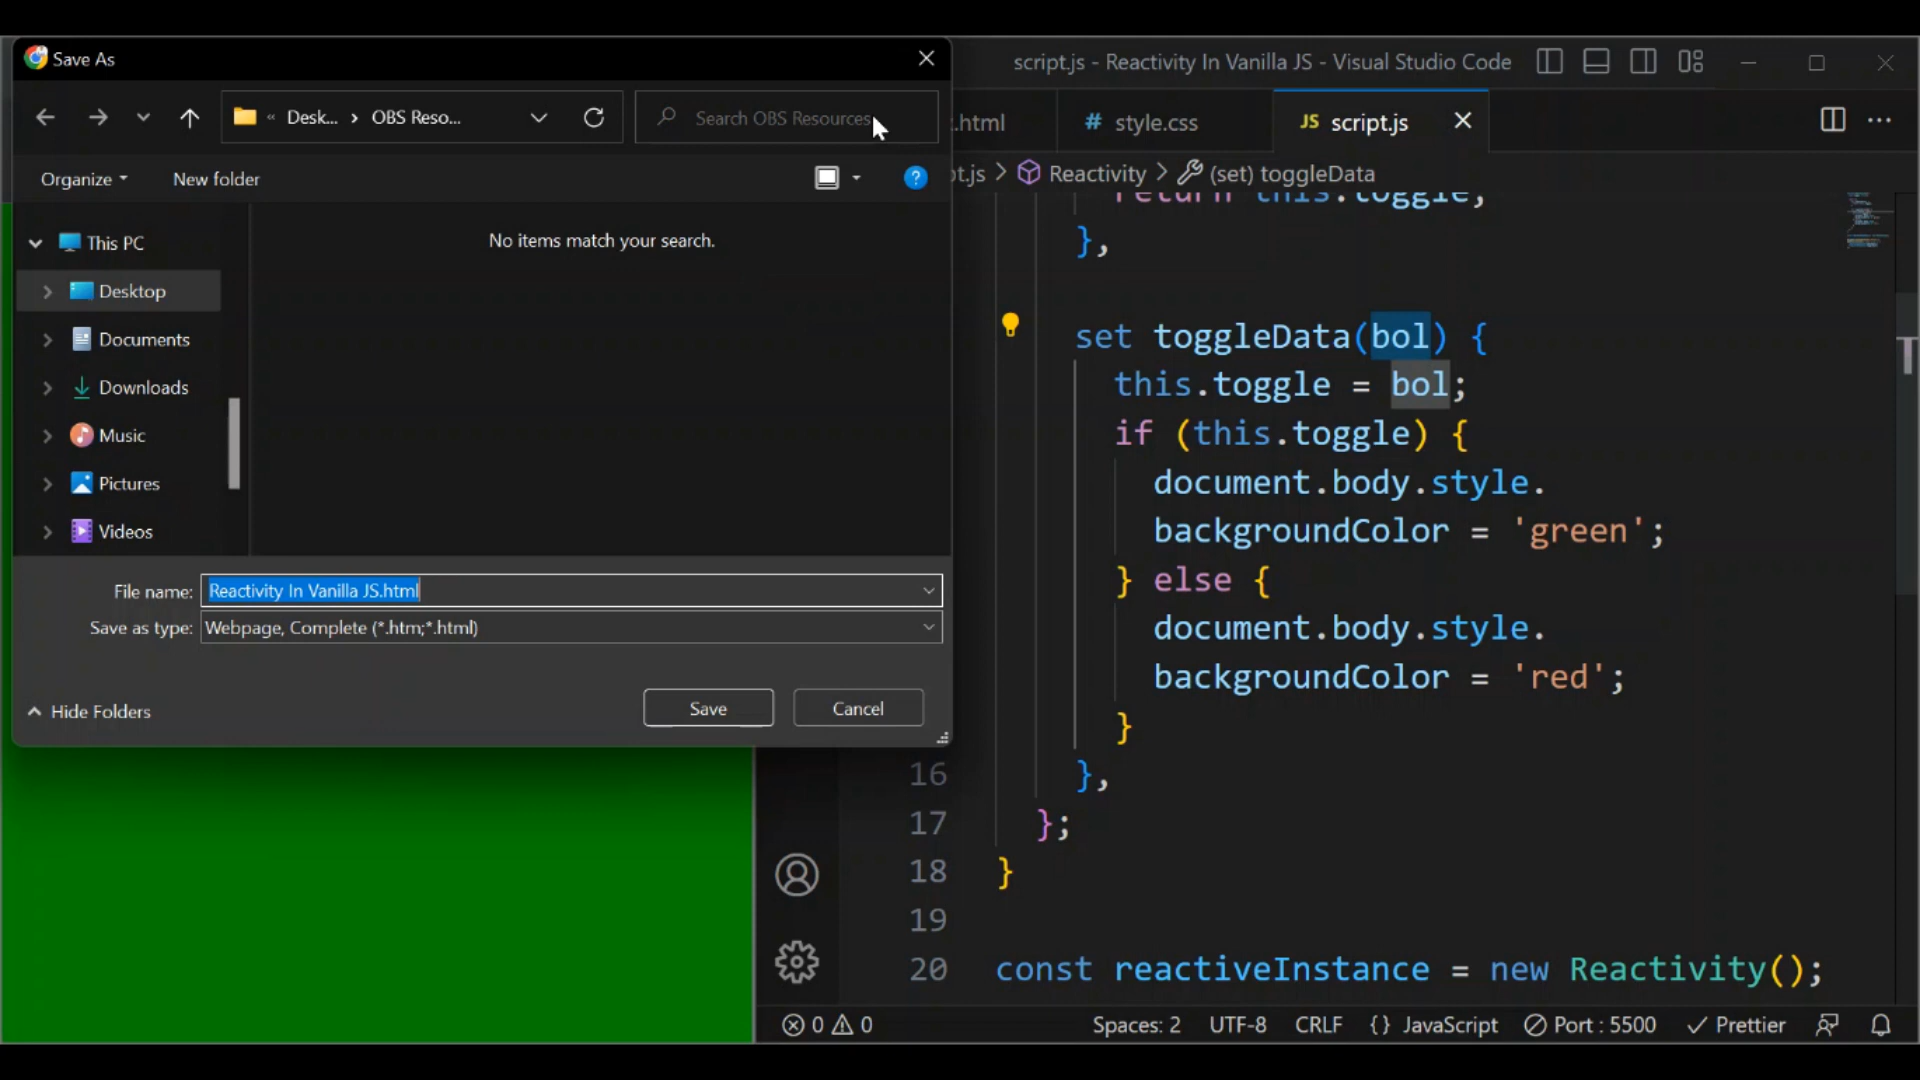 Save As
« Desk... > OBS Reso...
Search OBS Resources
Organize
New folder
?
This PC
Desktop
Documents
Downloads
Music
Pictures
Videos
No items match your search.
File name: Reactivity In Vanilla JS.html
Save as type: Webpage, Complete (*.htm;*.html)
Hide Folders
Save
Cancel
script.js - Reactivity In Vanilla JS - Visual Studio Code
.html
# style.css
JS script.js
pt.js > Reactivity > (set) toggleData
return this.toggle;
},
set toggleData(bol) {
this.toggle = bol;
if (this.toggle) {
document.body.style.
backgroundColor = 'green';
} else {
document.body.style.
backgroundColor = 'red';
}
16 },
17 };
18 }
19
20 const reactiveInstance = new Reactivity();
0 0
Spaces: 2 UTF-8 CRLF {} JavaScript Port : 5500 Prettier